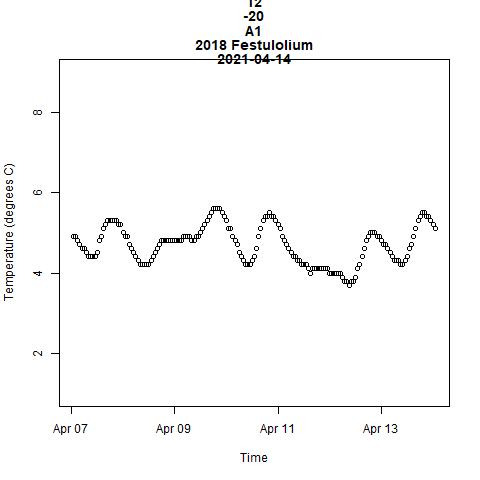 T2
-20
A1
2018 Festulolium
2021-04-14
8
6
4
2
Temperature (degrees C)
Apr 07
Apr 09
Apr 11
Apr 13
Time